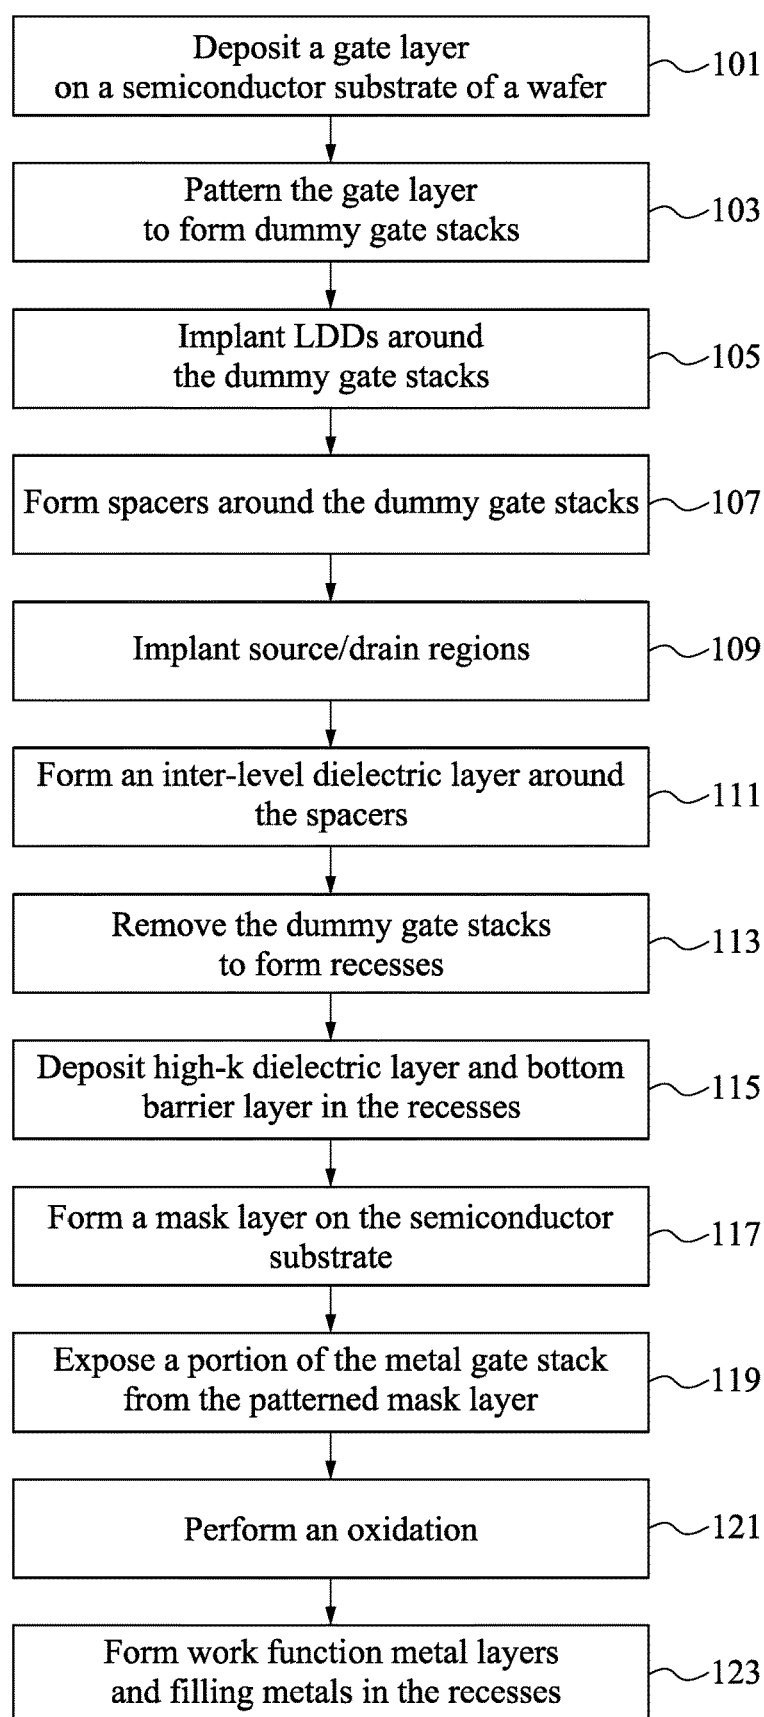 Deposit a gate layer
on a semiconductor substrate of a wafer
101
Pattern the gate layer
to form dummy gate stacks
103
Implant LDDs around
the dummy gate stacks
105
Form spacers around the dummy gate stacks
107
Implant source/drain regions
109
Form an inter-level dielectric layer around
the spacers
111
Remove the dummy gate stacks
to form recesses
113
Deposit high-k dielectric layer and bottom
barrier layer in the recesses
115
Form a mask layer on the semiconductor
substrate
117
Expose a portion of the metal gate stack
from the patterned mask layer
119
Perform an oxidation
121
Form work function metal layers
and filling metals in the recesses
123